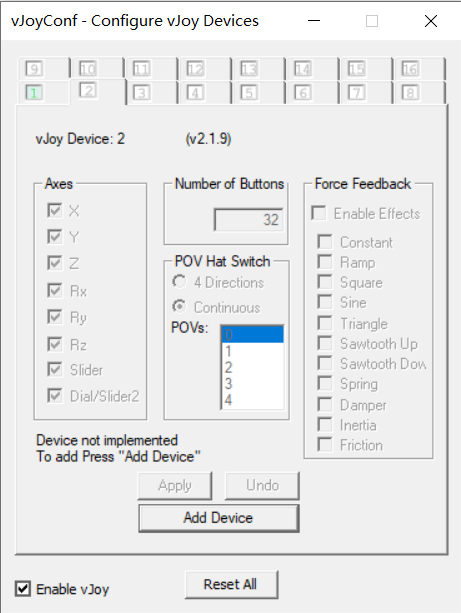 vJoyConf - Configure vJoy Devices
9 10 11 12 13 14 15 16
1 2 3 4 5 6 7 8
vJoy Device: 2 (v2.1.9)
Axes
X
Y
Z
Rx
Ry
Rz
Slider
Dial/Slider2
Number of Buttons
32
POV Hat Switch
4 Directions
Continuous
POVs:
0
1
2
3
4
Force Feedback
Enable Effects
Constant
Ramp
Square
Sine
Triangle
Sawtooth Up
Sawtooth Dow
Spring
Damper
Inertia
Friction
Device not implemented
To add Press "Add Device"
Apply Undo
Add Device
Enable vJoy Reset All